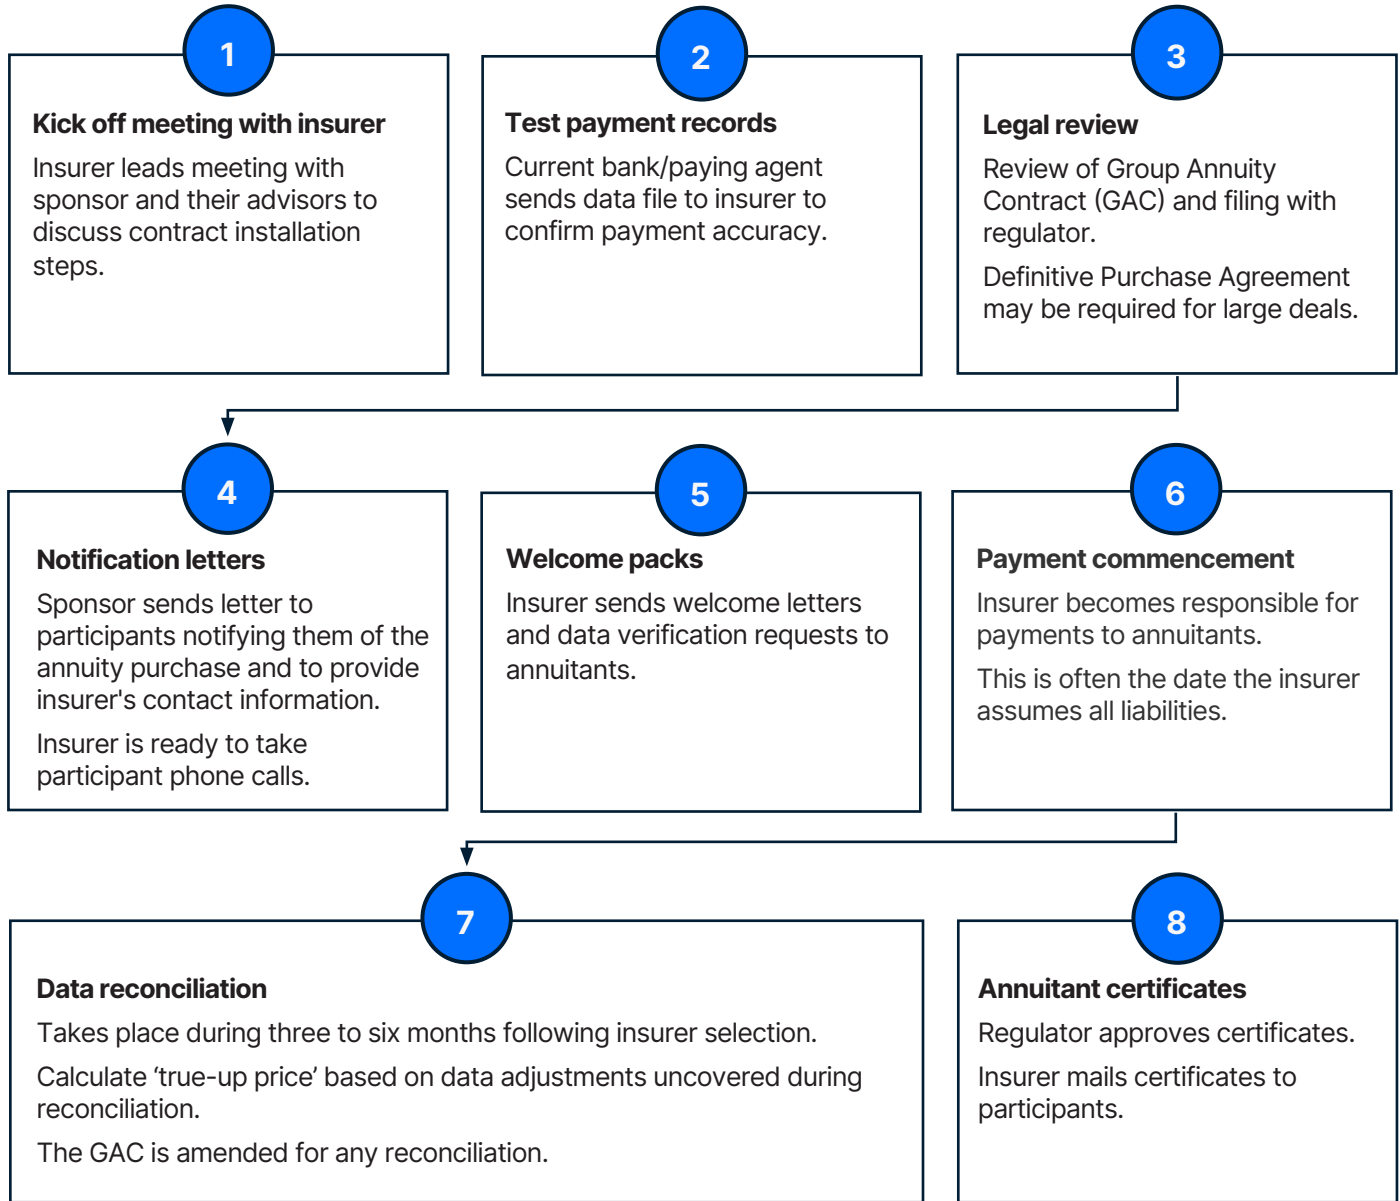 1
Kick off meeting with insurer
Insurer leads meeting with
sponsor and their advisors to
discuss contract installation
steps.
2
Test payment records
Current bank/paying agent
sends data file to insurer to
confirm payment accuracy.
3
Legal review
Review of Group Annuity
Contract (GAC) and filing with
regulator.
Definitive Purchase Agreement
may be required for large deals.
4
Notification letters
Sponsor sends letter to
participants notifying them of the
annuity purchase and to provide
insurer's contact information.
Insurer is ready to take
participant phone calls.
5
Welcome packs
Insurer sends welcome letters
and data verification requests to
annuitants.
6
Payment commencement
Insurer becomes responsible for
payments to annuitants.
This is often the date the insurer
assumes all liabilities.
7
Data reconciliation
Takes place during three to six months following insurer selection.
Calculate ‘true-up price’ based on data adjustments uncovered during
reconciliation.
The GAC is amended for any reconciliation.
8
Annuitant certificates
Regulator approves certificates.
Insurer mails certificates to
participants.